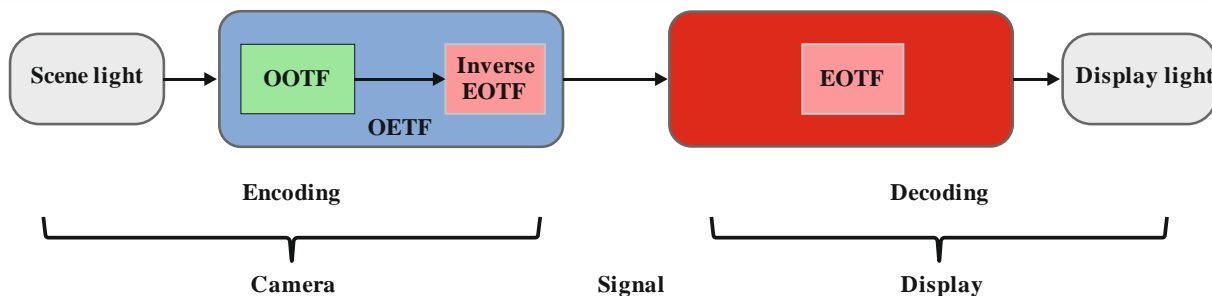 Scene light
OOTF
Inverse
EOTF
OETF
EOTF
Display light
Encoding
Decoding
Camera
Signal
Display